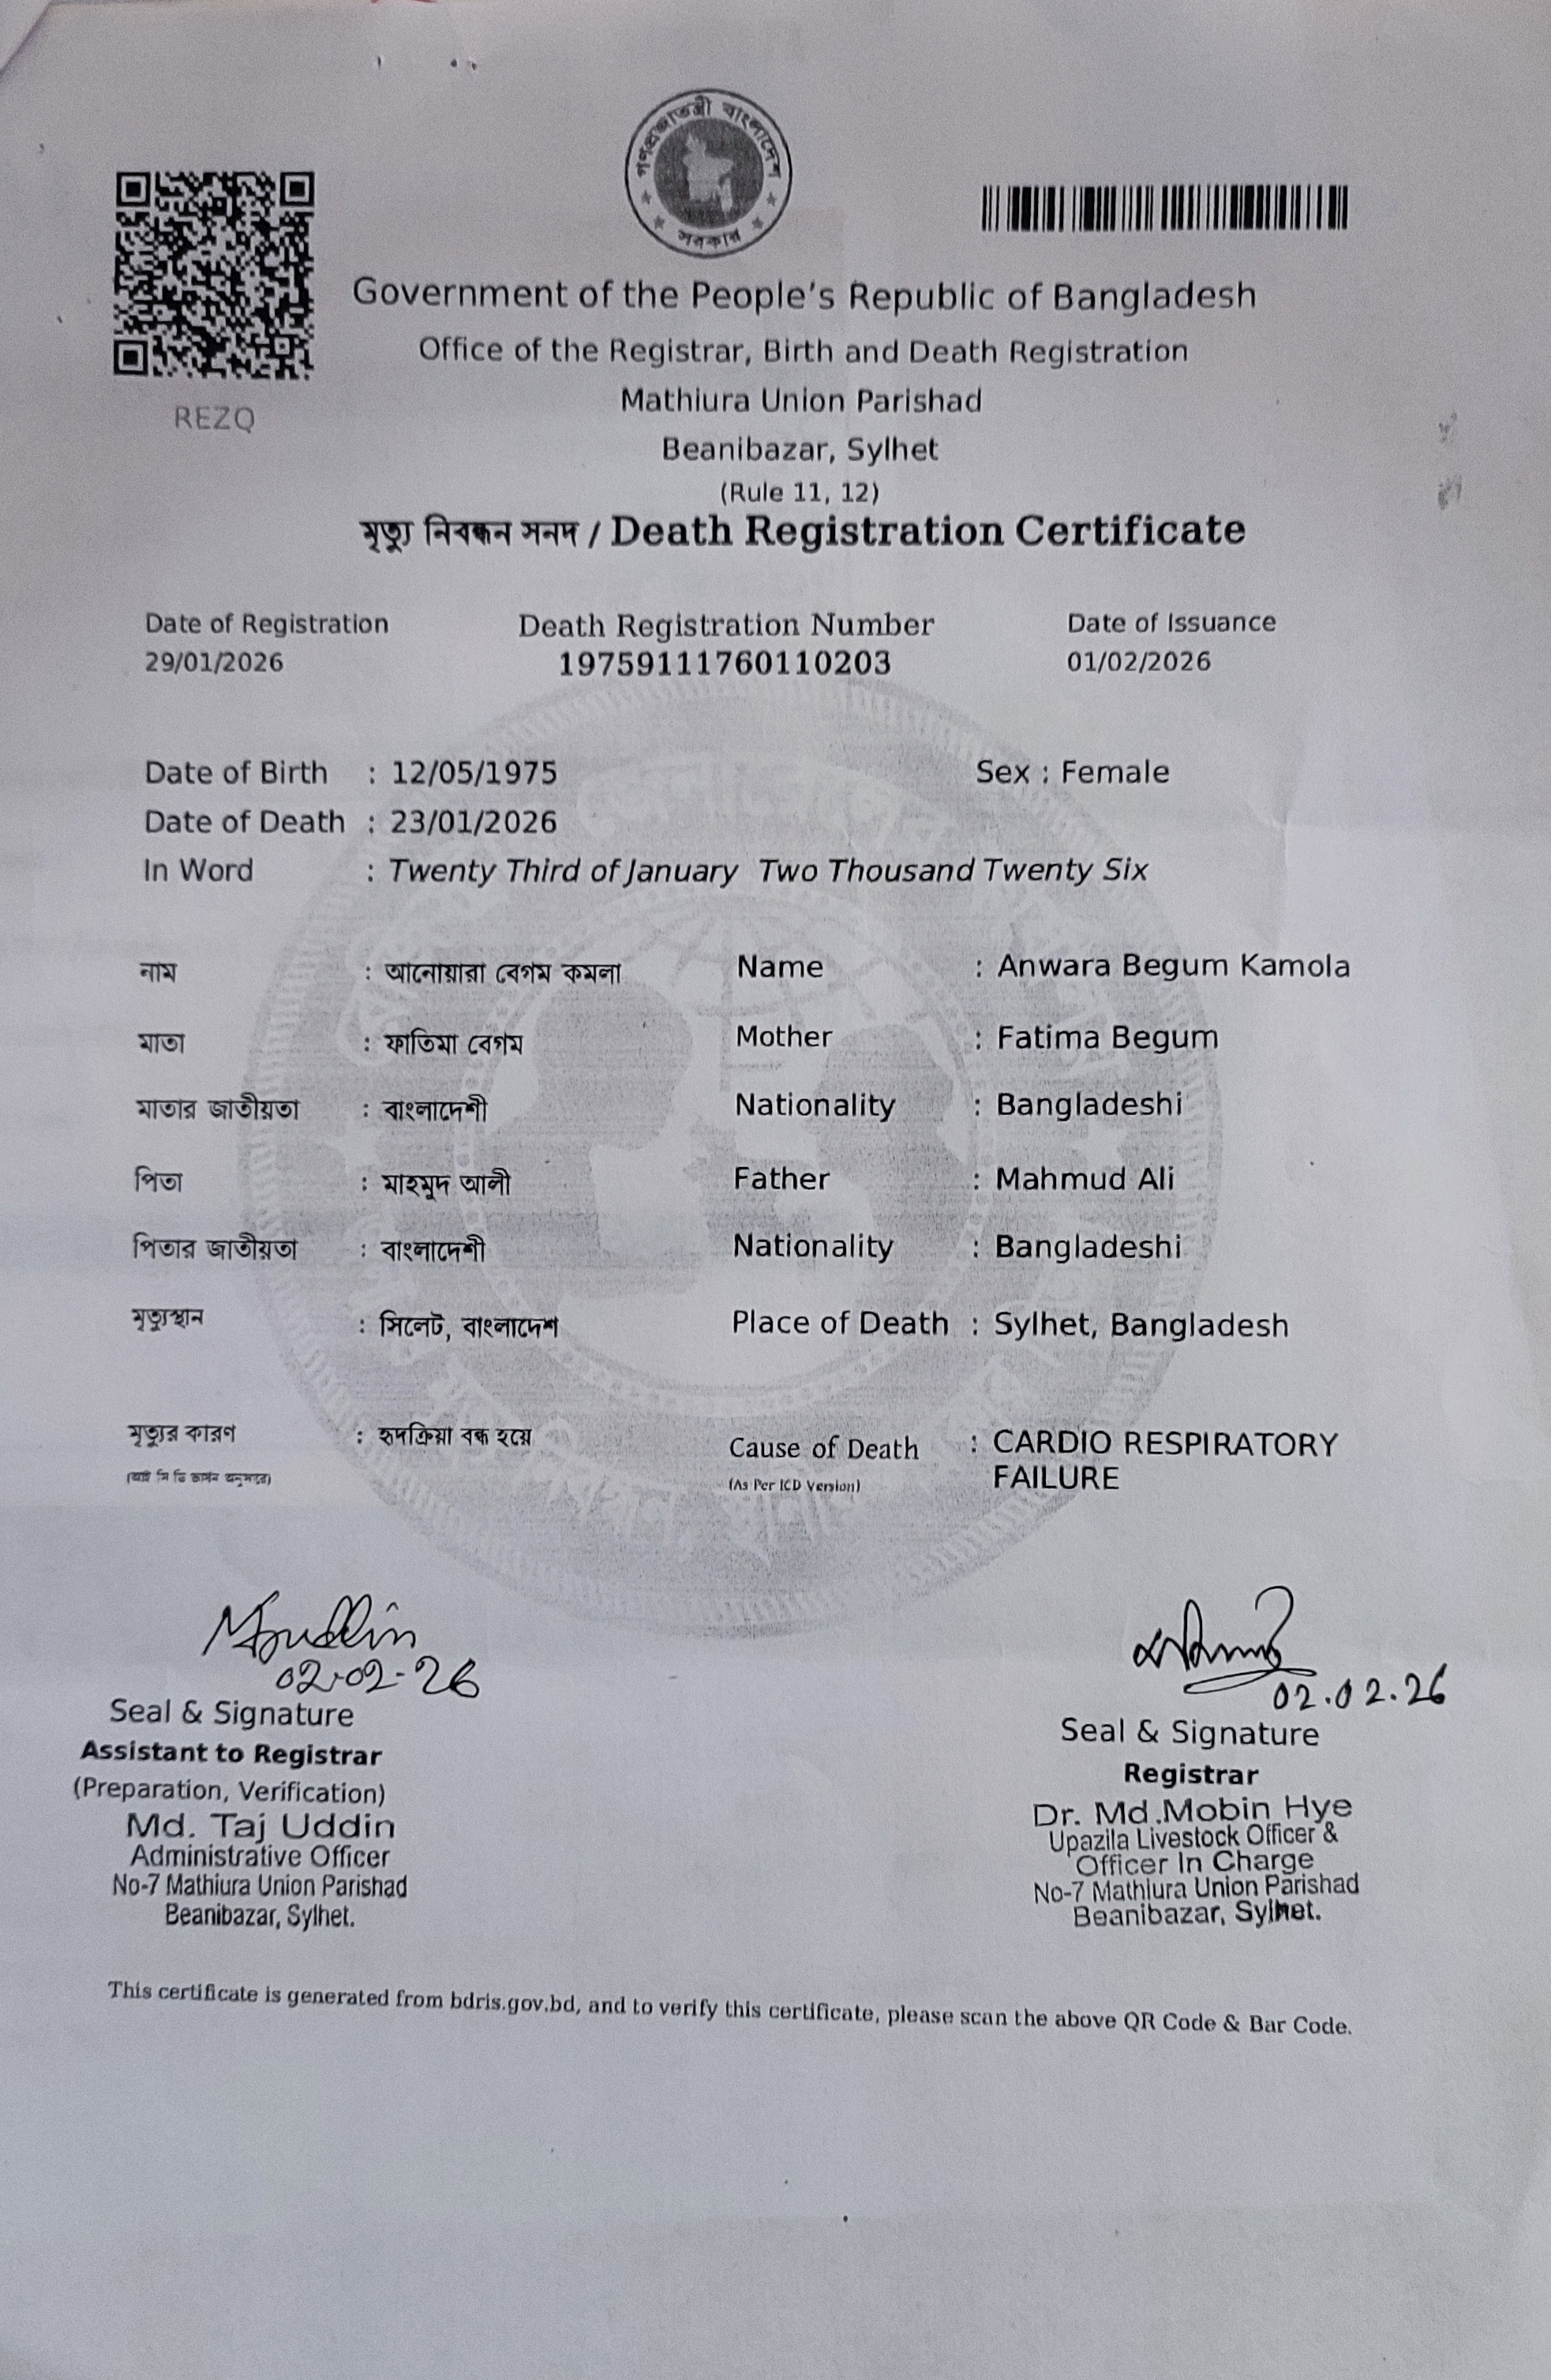 গণপ্রজাতন্ত্রী বাংলাদেশ
সরকার
REZQ
Government of the People's Republic of Bangladesh
Office of the Registrar, Birth and Death Registration
Mathiura Union Parishad
Beanibazar, Sylhet
(Rule 11, 12)
মৃত্যু নিবন্ধন সনদ / Death Registration Certificate
Date of Registration Death Registration Number Date of Issuance
29/01/2026 19759111760110203 01/02/2026
Date of Birth : 12/05/1975 Sex : Female
Date of Death : 23/01/2026
In Word : Twenty Third of January Two Thousand Twenty Six
নাম : আনোয়ারা বেগম কমলা Name : Anwara Begum Kamola
মাতা : ফাতিমা বেগম Mother : Fatima Begum
মাতার জাতীয়তা : বাংলাদেশী Nationality : Bangladeshi
পিতা : মাহমুদ আলী Father : Mahmud Ali
পিতার জাতীয়তা : বাংলাদেশী Nationality : Bangladeshi
মৃত্যুস্থান : সিলেট, বাংলাদেশ Place of Death : Sylhet, Bangladesh
মৃত্যুর কারণ : হৃদক্রিয়া বন্ধ হয়ে Cause of Death : CARDIO RESPIRATORY
(As Per ICD Version) FAILURE
02-02-26
02.02.26
Seal & Signature
Assistant to Registrar
(Preparation, Verification)
Md. Taj Uddin
Administrative Officer
No-7 Mathiura Union Parishad
Beanibazar, Sylhet.
Seal & Signature
Registrar
Dr. Md.Mobin Hye
Upazila Livestock Officer &
Officer In Charge
No-7 Mathiura Union Parishad
Beanibazar, Sylhet.
This certificate is generated from bdris.gov.bd, and to verify this certificate, please scan the above QR Code & Bar Code.